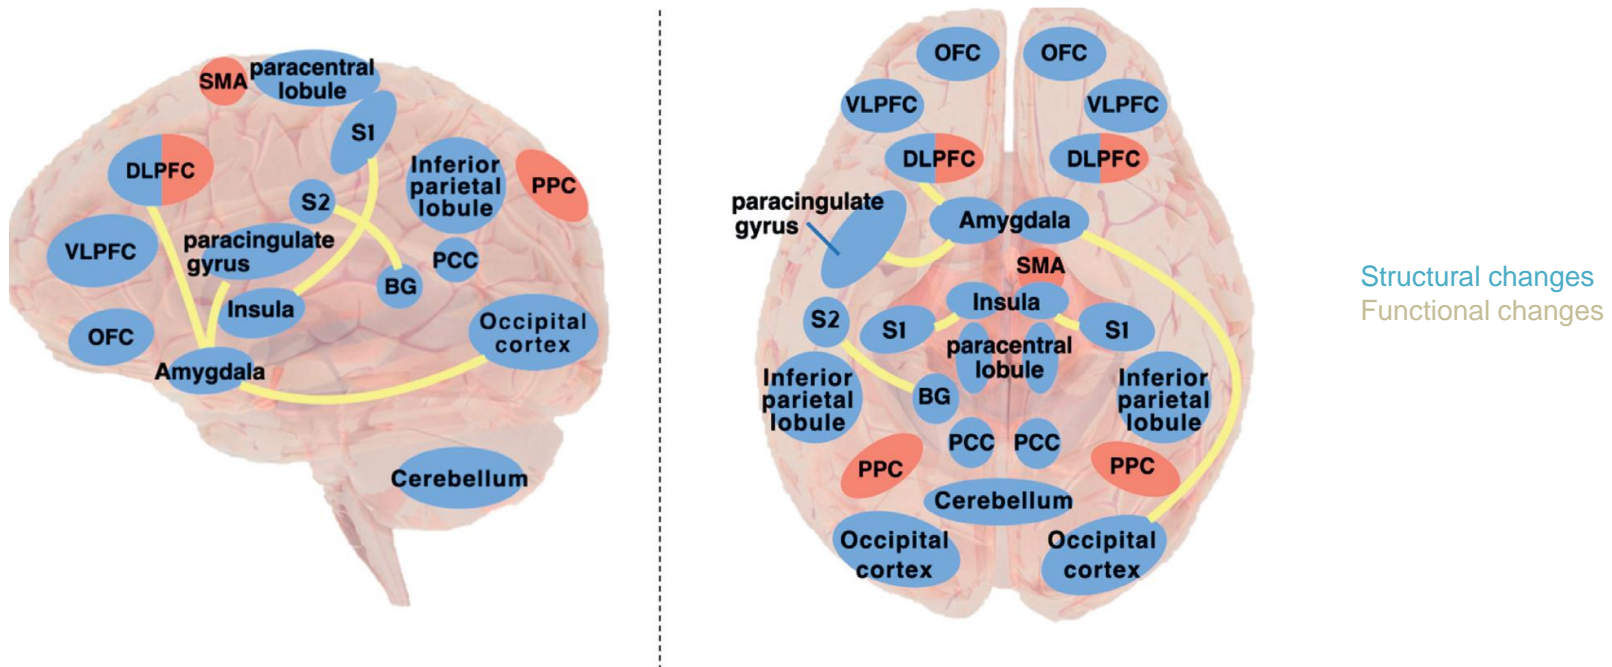 SMA
paracentral
lobule
S1
DLPFC
Inferior
parietal
lobule
PPC
S2
VLPFC
paracingulate
gyrus
PCC
BG
Insula
OFC
Occipital
cortex
Amygdala
Cerebellum
OFC
OFC
VLPFC
VLPFC
DLPFC
DLPFC
paracingulate
gyrus
Amygdala
SMA
Insula
S2
S1
S1
paracentral
lobule
Inferior
parietal
lobule
Inferior
parietal
lobule
BG
PCC
PCC
PPC
PPC
Cerebellum
Occipital
cortex
Occipital
cortex
Structural changes
Functional changes